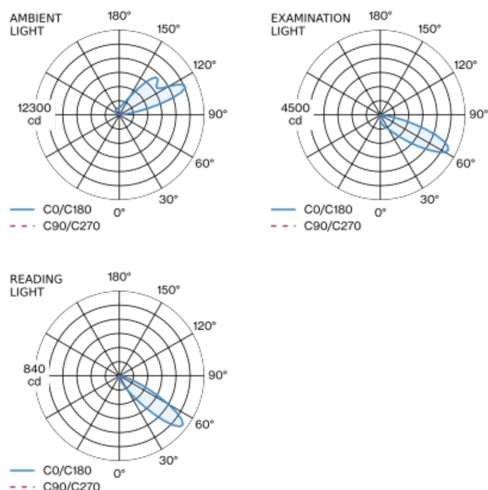 AMBIENT
LIGHT
180°
150°
120°
12300
cd
90°
60°
30°
0°
C0/C180
C90/C270
EXAMINATION
LIGHT
180°
150°
120°
4500
cd
90°
60°
30°
0°
C0/C180
C90/C270
READING
LIGHT
180°
150°
120°
840
cd
90°
60°
30°
0°
C0/C180
C90/C270